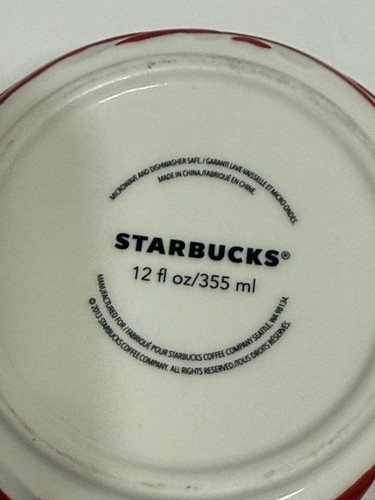 MICROWAVE AND DISHWASHER SAFE. / GARANTI LAVE VAISSELLE ET MICRO ONDES.
MADE IN CHINA./FABRIQUÉ EN CHINE.
STARBUCKS®
12 fl oz/355 ml
MANUFACTURED FOR / FABRIQUÉ POUR STARBUCKS COFFEE COMPANY SEATTLE, WA 98134.
© 2013 STARBUCKS COFFEE COMPANY. ALL RIGHTS RESERVED./TOUS DROITS RÉSERVÉS.